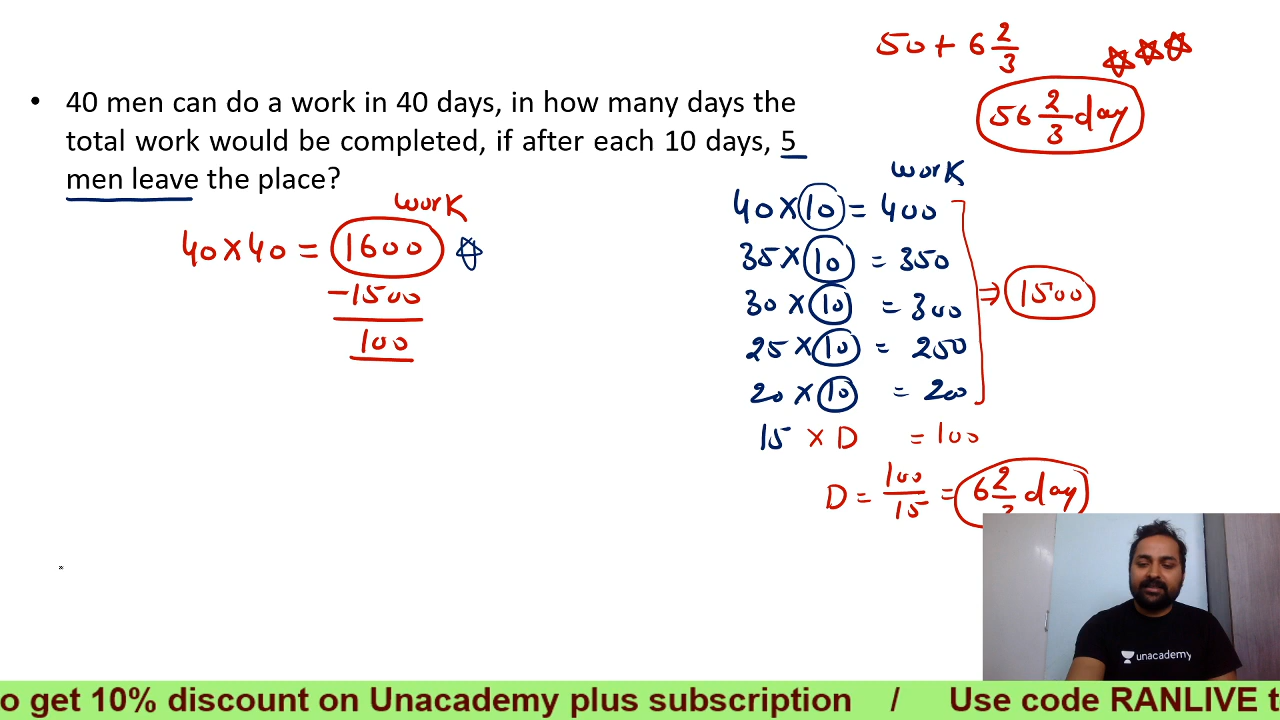 50 + 6 2/3
56 2/3 day
• 40 men can do a work in 40 days, in how many days the
total work would be completed, if after each 10 days, 5
men leave the place?
work
40 × 40 = 1600
-1500
100
work
40 × 10 = 400
35 × 10 = 350
30 × 10 = 300
25 × 10 = 250
20 × 10 = 200
⇒ 1500
15 × D = 100
D = 100/15 = 6 2/3 day
unacademy
o get 10% discount on Unacademy plus subscription / Use code RANLIVE t